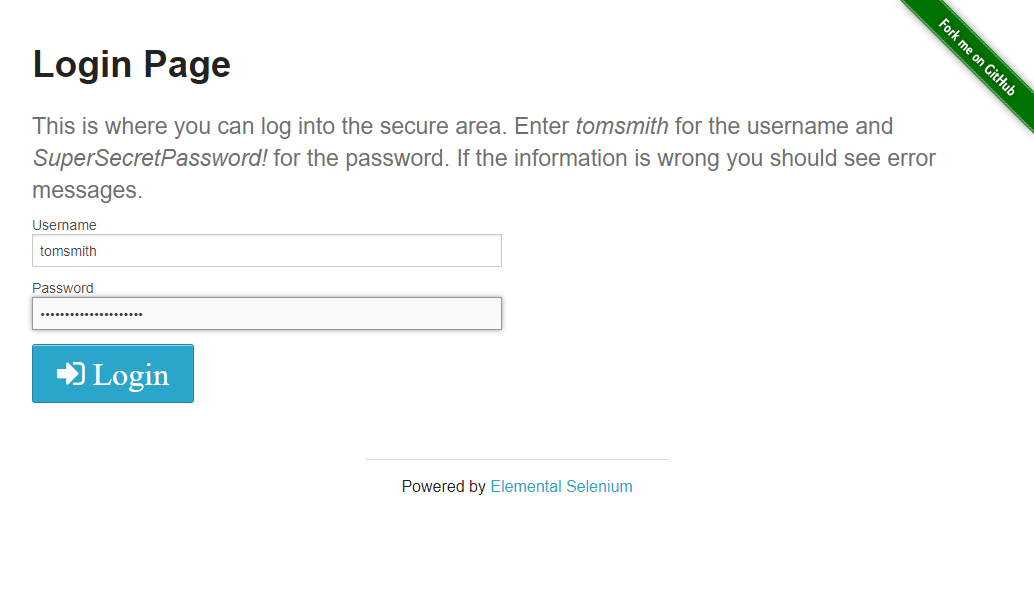 Fork me on GitHub
Login Page
This is where you can log into the secure area. Enter tomsmith for the username and
SuperSecretPassword! for the password. If the information is wrong you should see error
messages.
Username
tomsmith
Password
•••••••••••••••••••••
Login
Powered by Elemental Selenium